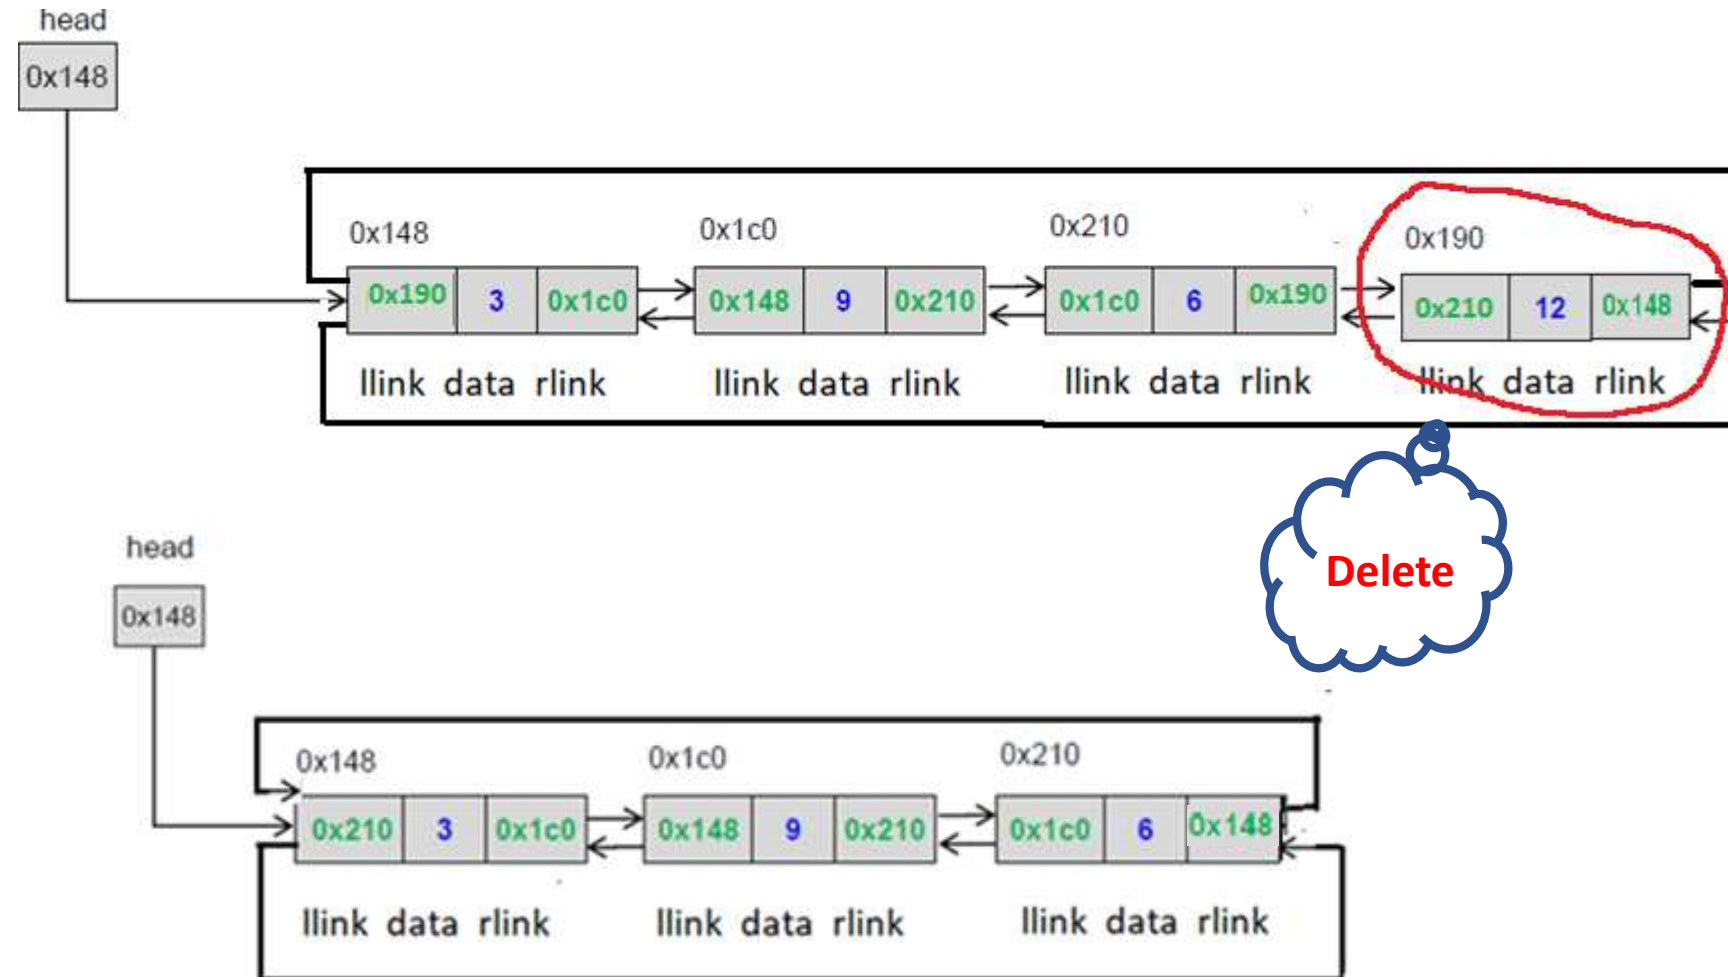 head
0x148
0x148 0x1c0 0x210 0x190
0x190 3 0x1c0 0x148 9 0x210 0x1c0 6 0x190 0x210 12 0x148
llink data rlink llink data rlink llink data rlink llink data rlink
Delete
head
0x148
0x148 0x1c0 0x210
0x210 3 0x1c0 0x148 9 0x210 0x1c0 6 0x148
llink data rlink llink data rlink llink data rlink